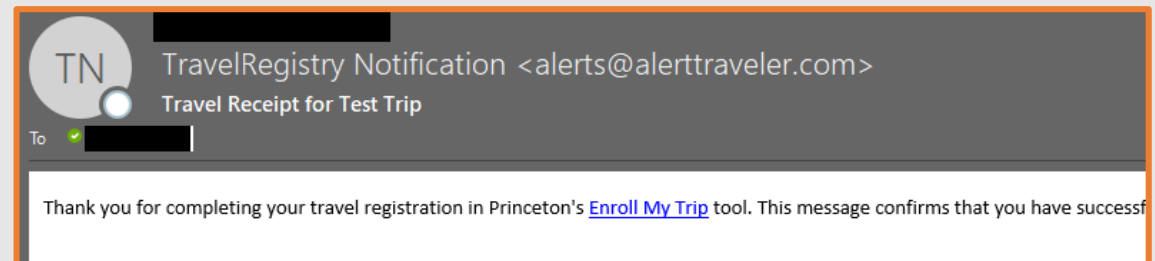 TN
TravelRegistry Notification <alerts@alerttraveler.com>
Travel Receipt for Test Trip
To
Thank you for completing your travel registration in Princeton's Enroll My Trip tool. This message confirms that you have